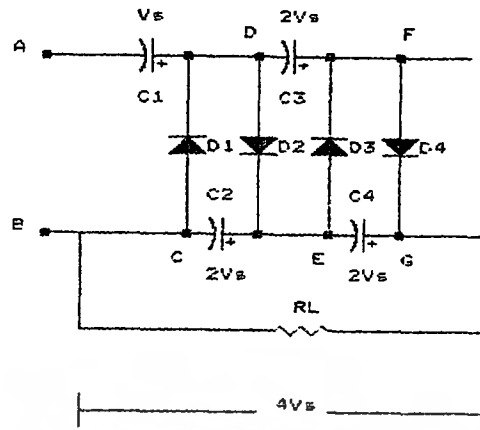 Vs D 2Vs F
A
+ +
C1 C3
D1 D2 D3 D4
C2 C4
B
C + E + G
2Vs 2Vs
RL
4Vs